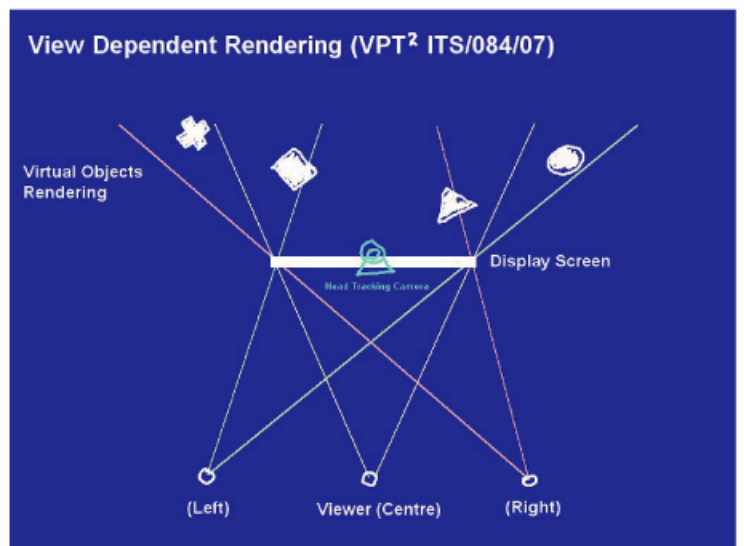 View Dependent Rendering (VPT² ITS/084/07)
Virtual Objects
Rendering
Display Screen
Head Tracking Camera
(Left)
Viewer (Centre)
(Right)